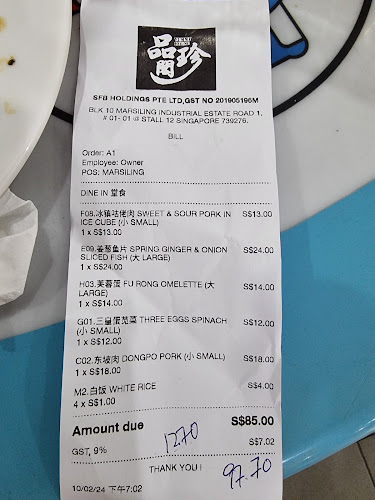 品閣珍
SFB HOLDINGS PTE LTD,GST NO 201905196M
BLK 10 MARSILING INDUSTRIAL ESTATE ROAD 1,
# 01- 01 @ STALL 12 SINGAPORE 739276.
BILL
Order: A1
Employee: Owner
POS: MARSILING
DINE IN 堂食
F08.冰镇咕佬肉 SWEET & SOUR PORK IN S$13.00
ICE CUBE (小 SMALL)
1 x S$13.00
E09.姜葱鱼片 SPRING GINGER & ONION S$24.00
SLICED FISH (大 LARGE)
1 x S$24.00
H03.芙蓉蛋 FU RONG OMELETTE (大 S$14.00
LARGE)
1 x S$14.00
G01.三皇蛋苋菜 THREE EGGS SPINACH S$12.00
(小 SMALL)
1 x S$12.00
C02.东坡肉 DONGPO PORK (小 SMALL) S$18.00
1 x S$18.00
M2.白饭 WHITE RICE S$4.00
4 x S$1.00
Amount due S$85.00
GST, 9% S$7.02
12.70
THANK YOU !
97.70
10/02/24 下午7:02